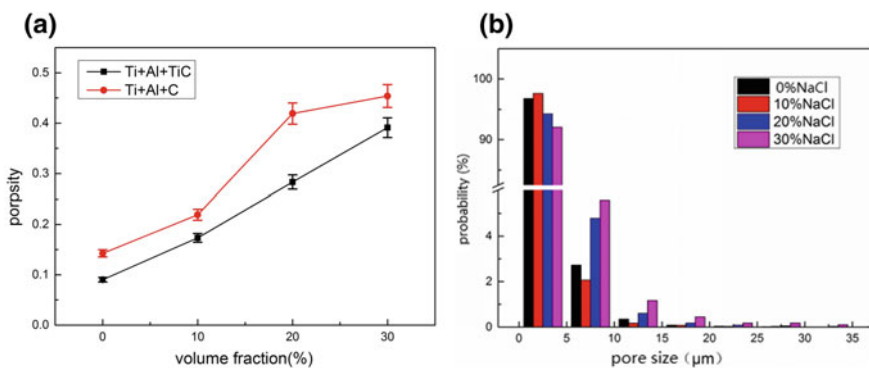 (a)
Ti+Al+TiC
Ti+Al+C
0.5
0.4
0.3
0.2
0.1
0.0
porpsity
0 10 20 30
volume fraction(%)
(b)
0%NaCl
10%NaCl
20%NaCl
30%NaCl
100
90
4
2
0
probability (%)
0 5 10 15 20 25 30 35
pore size（μm）